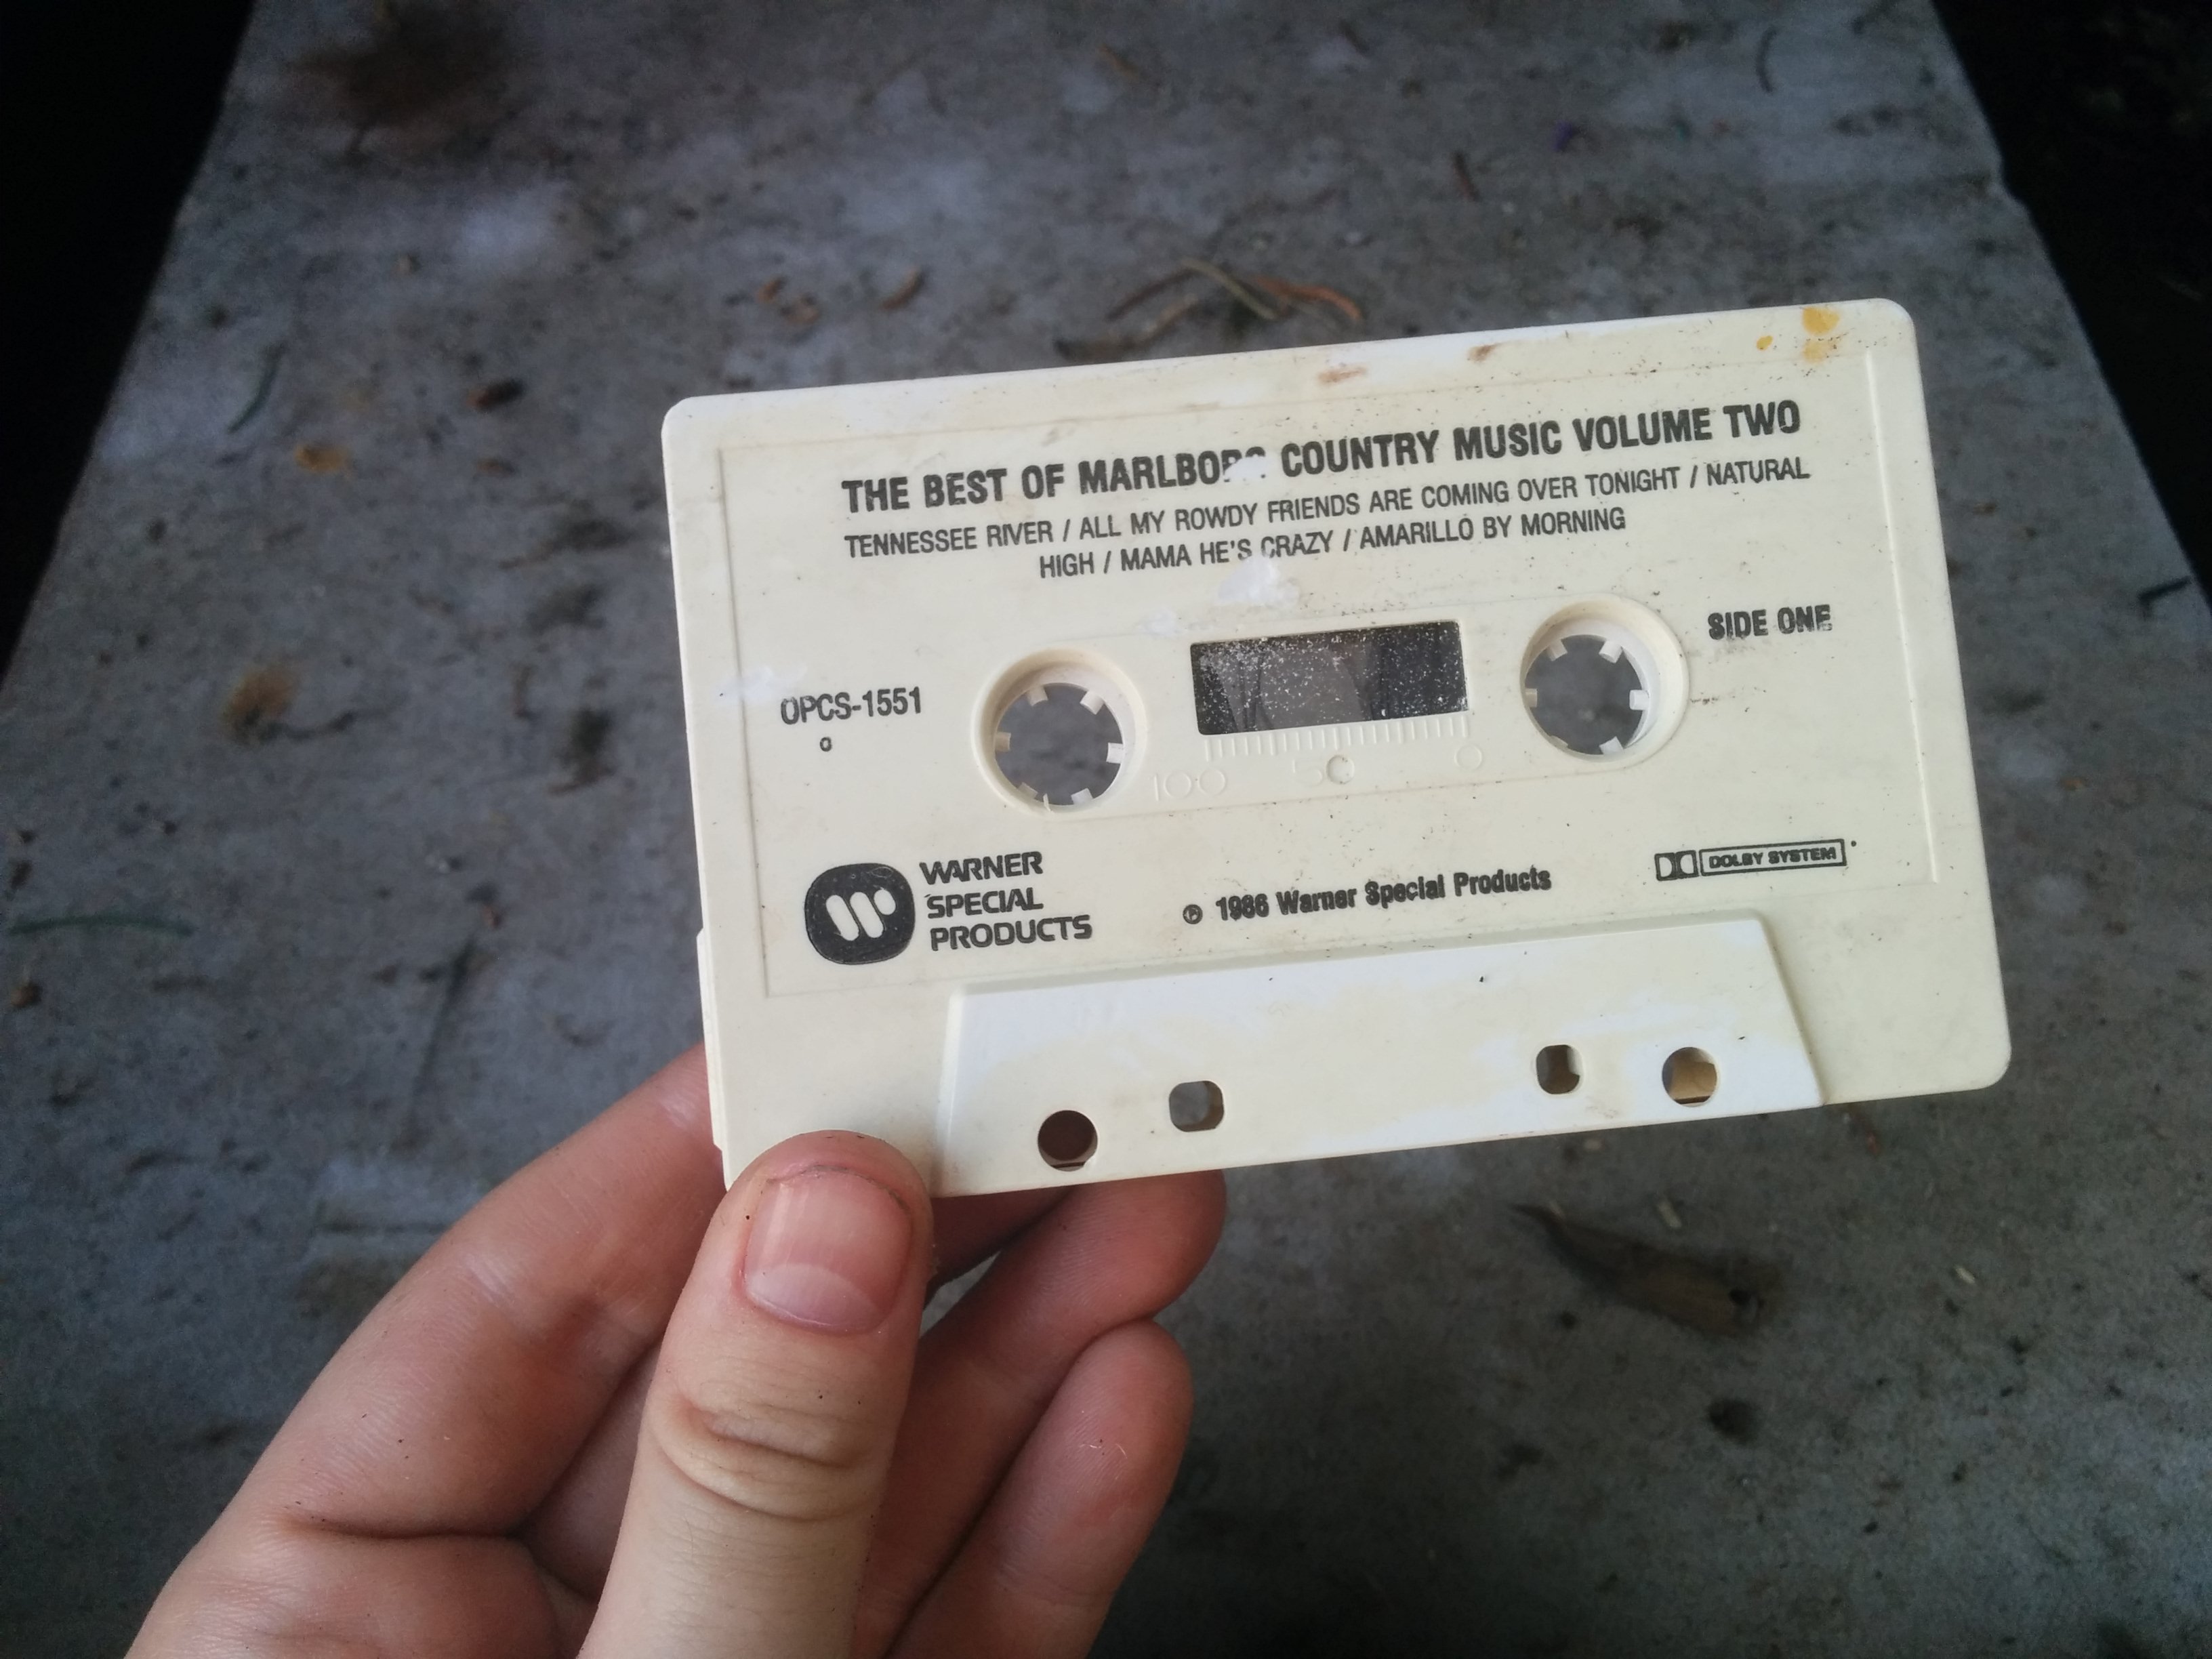 THE BEST OF MARLBORO COUNTRY MUSIC VOLUME TWO
TENNESSEE RIVER / ALL MY ROWDY FRIENDS ARE COMING OVER TONIGHT / NATURAL
HIGH / MAMA HE'S CRAZY / AMARILLO BY MORNING
SIDE ONE
OPCS-1551
o
100 50 0
WARNER
SPECIAL
PRODUCTS
℗ 1986 Warner Special Products
DOLBY SYSTEM